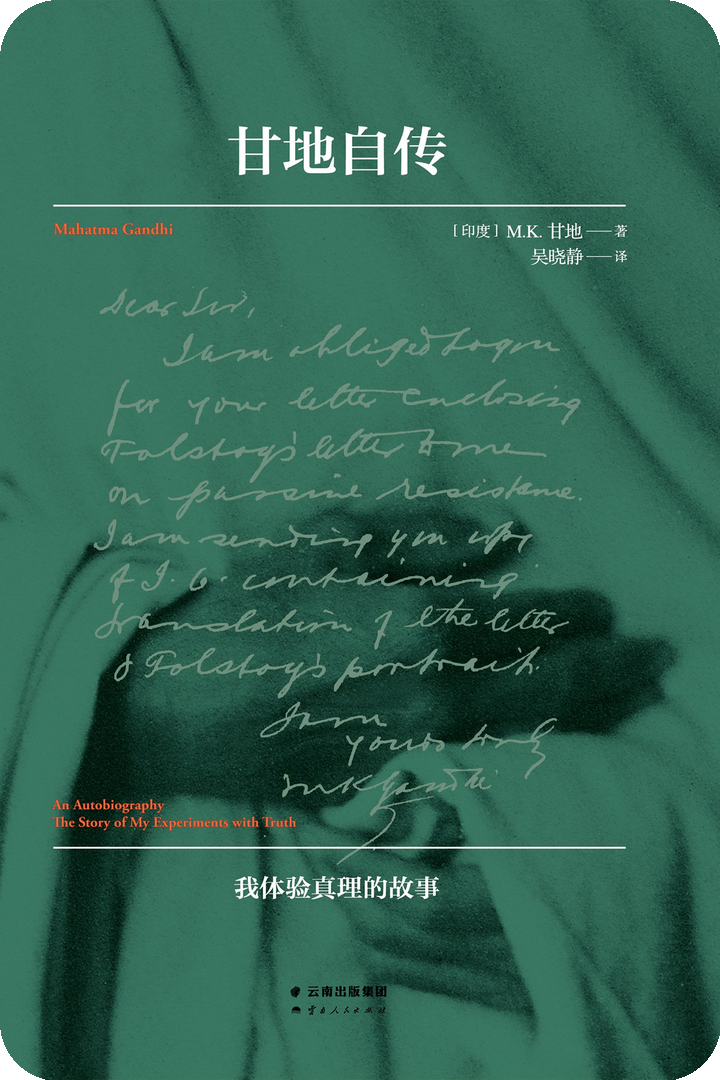 甘地自传
Mahatma Gandhi
[印度] M.K. 甘地——著
吴晓静——译
Dear Sir,
I am obliged to you
for your letter enclosing
Tolstoy's letter to me
on passive resistance.
I am sending you copy
of I. O. containing
translation of the letter
& Tolstoy's portrait.
I am
yours truly
MKGandhi
An Autobiography
The Story of My Experiments with Truth
我体验真理的故事
云南出版集团
云南人民出版社